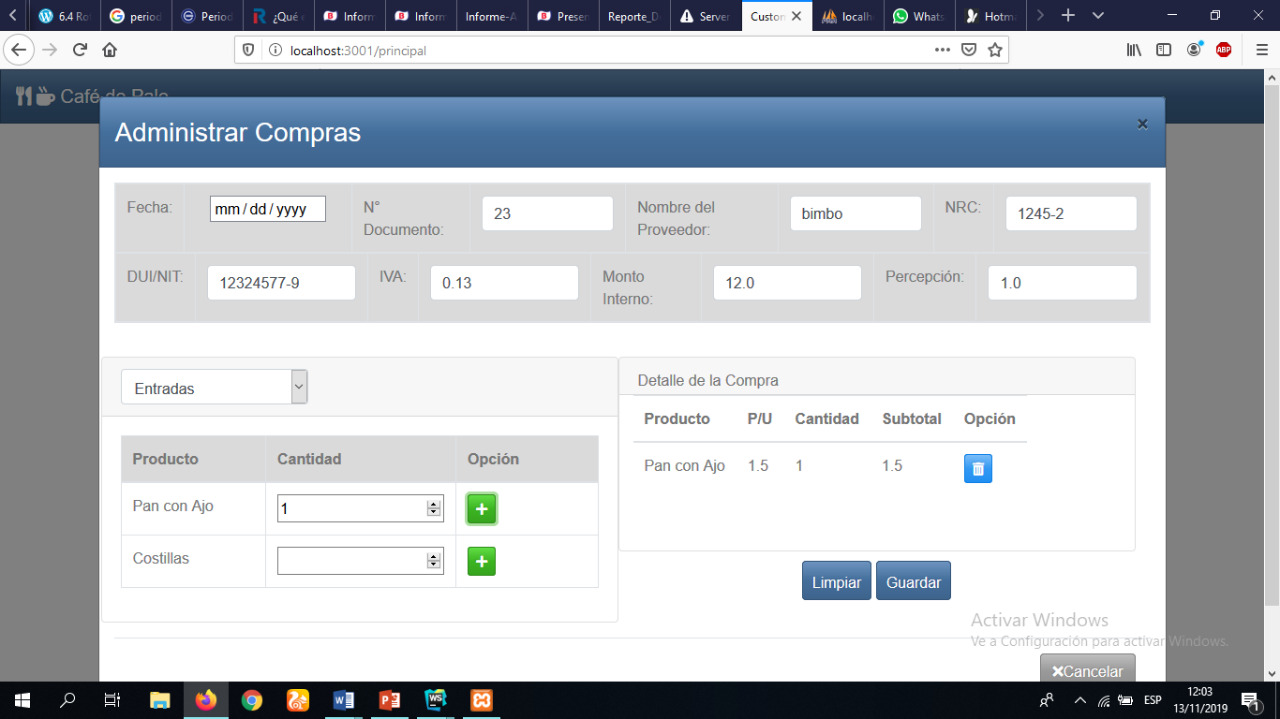 6.4 Rot
period
Period
¿Qué
Inform
Inform
Informe-A
Presen
Reporte_D
Server
Custon
localh
Whats
Hotm
localhost:3001/principal
ABP
Café de Palo
Administrar Compras
Fecha: mm / dd / yyyy N° Documento: 23 Nombre del Proveedor: bimbo NRC: 1245-2
DUI/NIT: 12324577-9 IVA: 0.13 Monto Interno: 12.0 Percepción: 1.0
Entradas
Producto Cantidad Opción
Pan con Ajo 1 +
Costillas +
Detalle de la Compra
Producto P/U Cantidad Subtotal Opción
Pan con Ajo 1.5 1 1.5
Limpiar Guardar
Activar Windows
Ve a Configuración para activar Windows.
Cancelar
ESP
12:03
13/11/2019
1